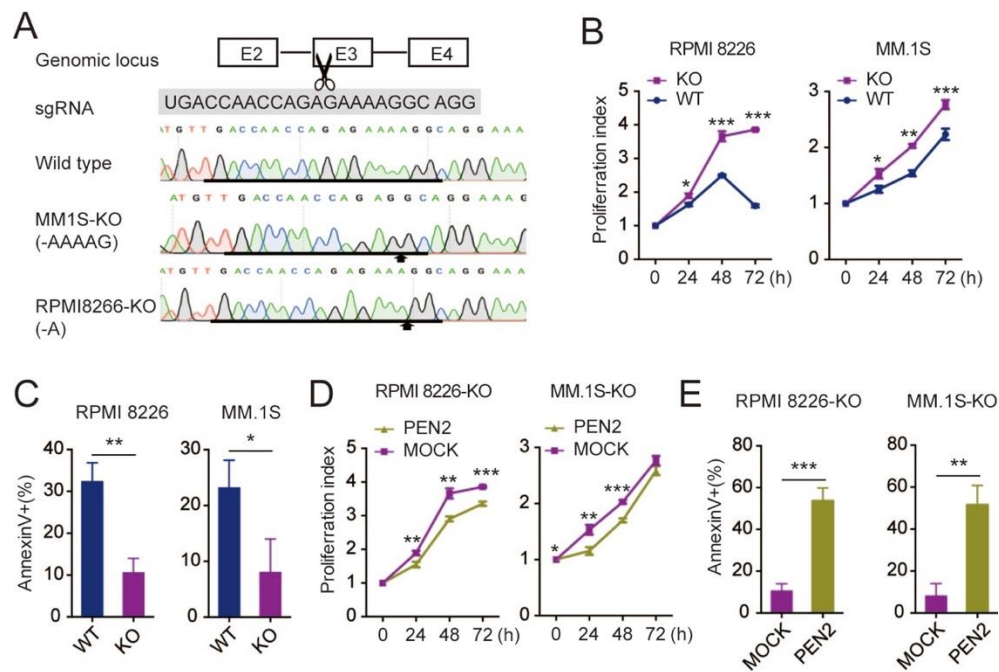 A
Genomic locus
E2 E3 E4
sgRNA
UGACCAACCAGAGAAAAGGC AGG
ATGTTGACCAACCAGAGAAAAGGCAGGAAA
Wild type
ATGTTGACCAACCAGAGGCAGGAAAG
MM1S-KO
(-AAAAG)
ATGTTGACCAACCAGAGAAAGGCAGGAAA
RPMI8266-KO
(-A)
B
RPMI 8226
KO
WT
Proliferration index
5
4
3
2
1
0
* *** ***
0 24 48 72 (h)
MM.1S
KO
WT
3
2
1
0
* ** ***
0 24 48 72 (h)
C
RPMI 8226
AnnexinV+(%)
40
30
20
10
0
**
WT KO
MM.1S
30
20
10
0
*
WT KO
D
RPMI 8226-KO
PEN2
MOCK
Proliferration index
5
4
3
2
1
0
** ** ***
0 24 48 72 (h)
MM.1S-KO
PEN2
MOCK
3
2
1
0
* ** ***
0 24 48 72 (h)
E
RPMI 8226-KO
AnnexinV+(%)
80
60
40
20
0
***
MOCK PEN2
MM.1S-KO
80
60
40
20
0
**
MOCK PEN2